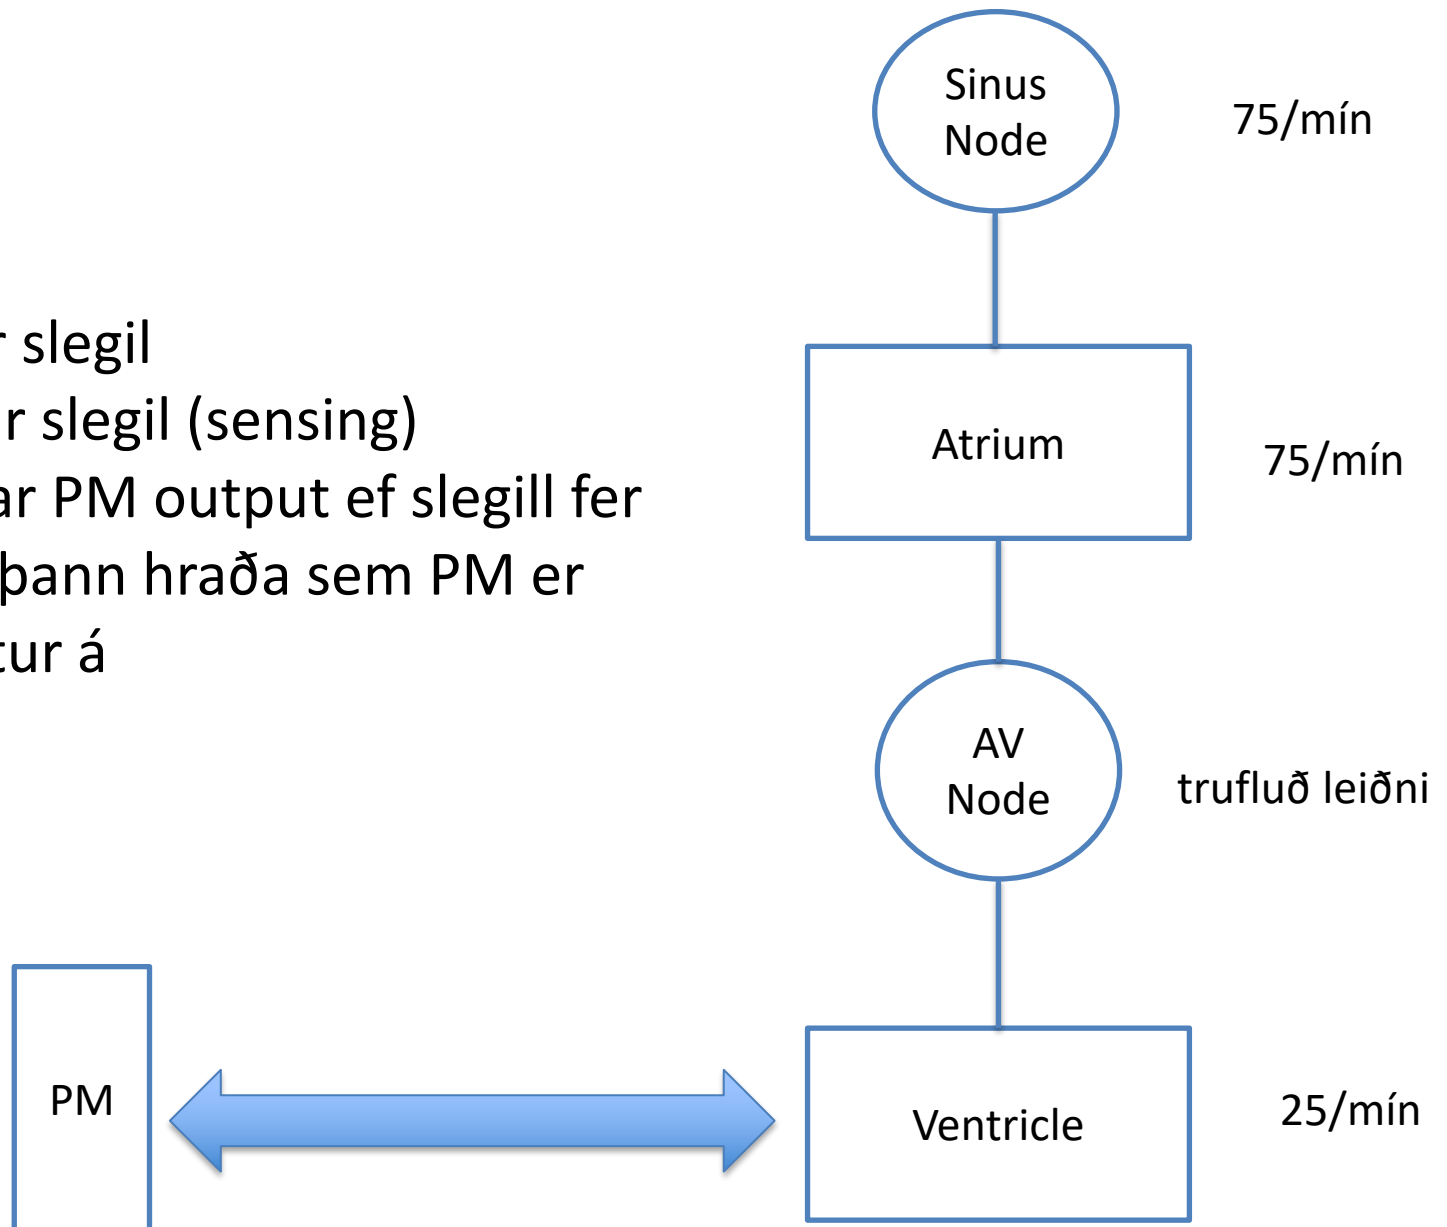 Sinus
Node
75/mín
r slegil
r slegil (sensing)
ar PM output ef slegill fer
þann hraða sem PM er
tur á
Atrium
75/mín
AV
Node
trufluð leiðni
PM
Ventricle
25/mín